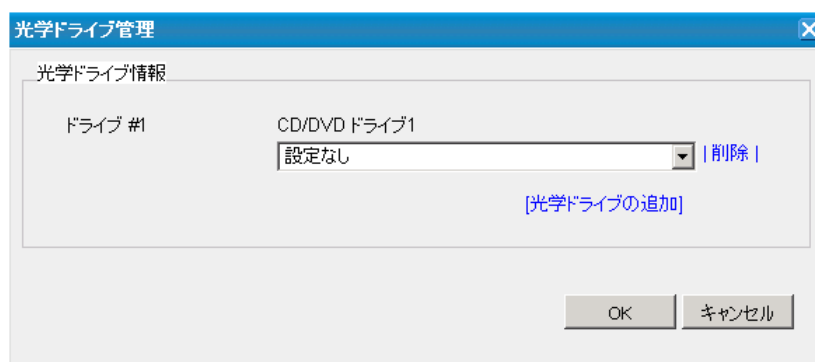 光学ドライブ管理
光学ドライブ情報
ドライブ #1
CD/DVD ドライブ1
設定なし
| 削除 |
[光学ドライブの追加]
OK
キャンセル